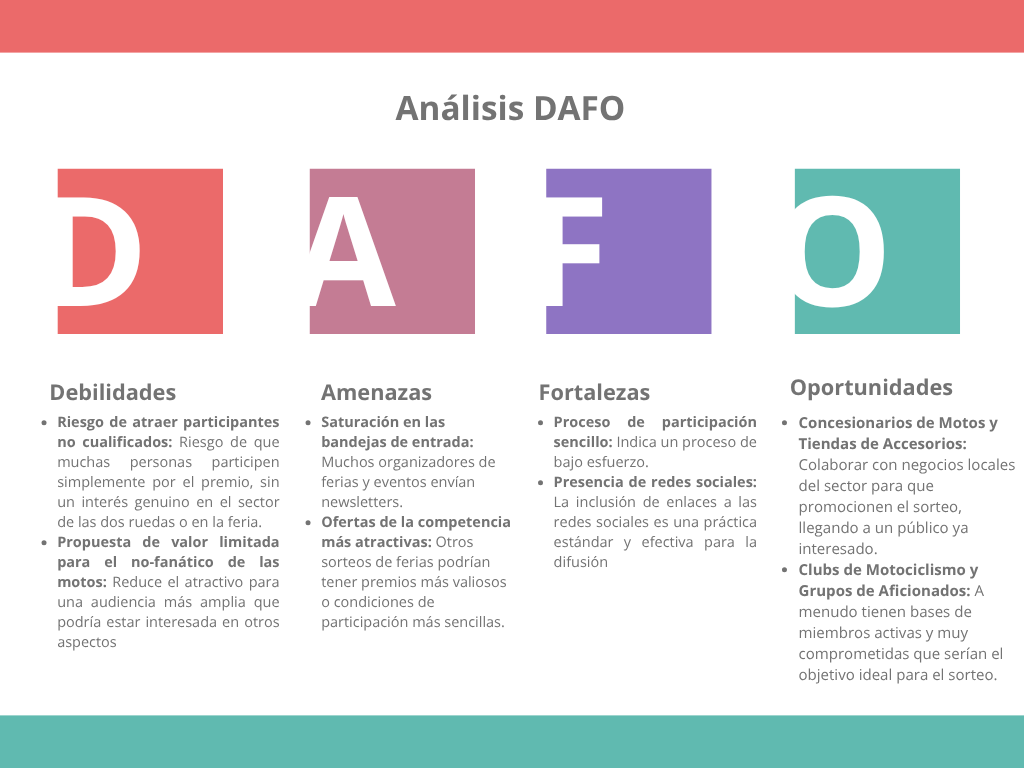 Análisis DAFO
D
A
F
O
Debilidades
• Riesgo de atraer participantes
no cualificados: Riesgo de que
muchas personas participen
simplemente por el premio, sin
un interés genuino en el sector
de las dos ruedas o en la feria.
• Propuesta de valor limitada
para el no-fanático de las
motos: Reduce el atractivo para
una audiencia más amplia que
podría estar interesada en otros
aspectos
Amenazas
• Saturación en las
bandejas de entrada:
Muchos organizadores de
ferias y eventos envían
newsletters.
• Ofertas de la competencia
más atractivas: Otros
sorteos de ferias podrían
tener premios más valiosos
o condiciones de
participación más sencillas.
Fortalezas
• Proceso de participación
sencillo: Indica un proceso de
bajo esfuerzo.
• Presencia de redes sociales:
La inclusión de enlaces a las
redes sociales es una práctica
estándar y efectiva para la
difusión
Oportunidades
• Concesionarios de Motos y
Tiendas de Accesorios:
Colaborar con negocios locales
del sector para que
promocionen el sorteo,
llegando a un público ya
interesado.
• Clubs de Motociclismo y
Grupos de Aficionados: A
menudo tienen bases de
miembros activas y muy
comprometidas que serían el
objetivo ideal para el sorteo.